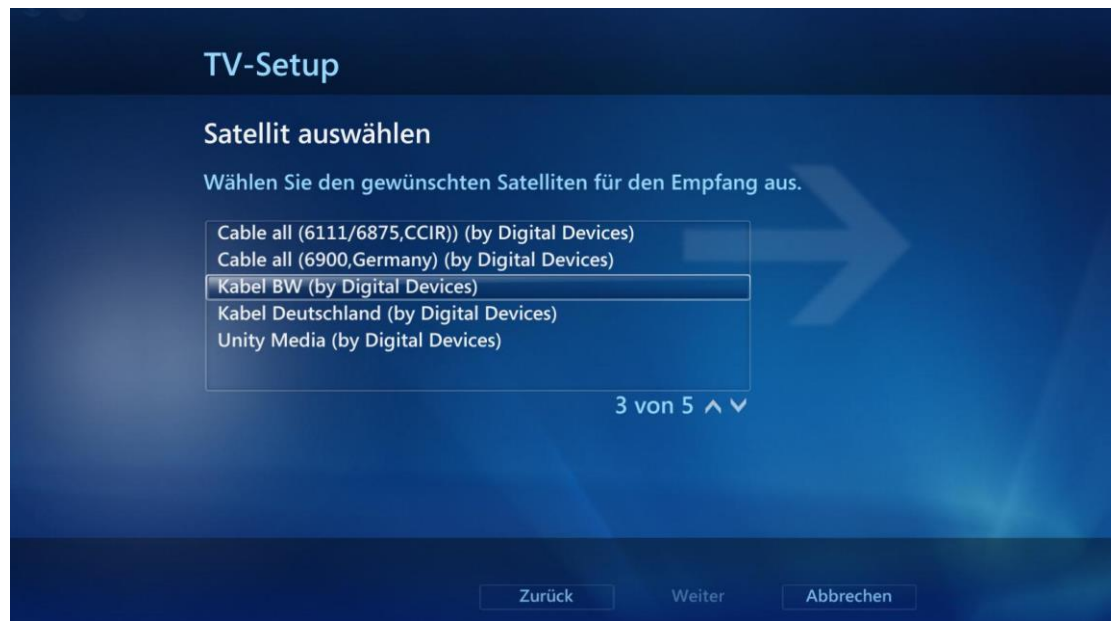 TV-Setup
Satellit auswählen
Wählen Sie den gewünschten Satelliten für den Empfang aus.
Cable all (6111/6875,CCIR)) (by Digital Devices)
Cable all (6900,Germany) (by Digital Devices)
Kabel BW (by Digital Devices)
Kabel Deutschland (by Digital Devices)
Unity Media (by Digital Devices)
3 von 5
Zurück Weiter Abbrechen